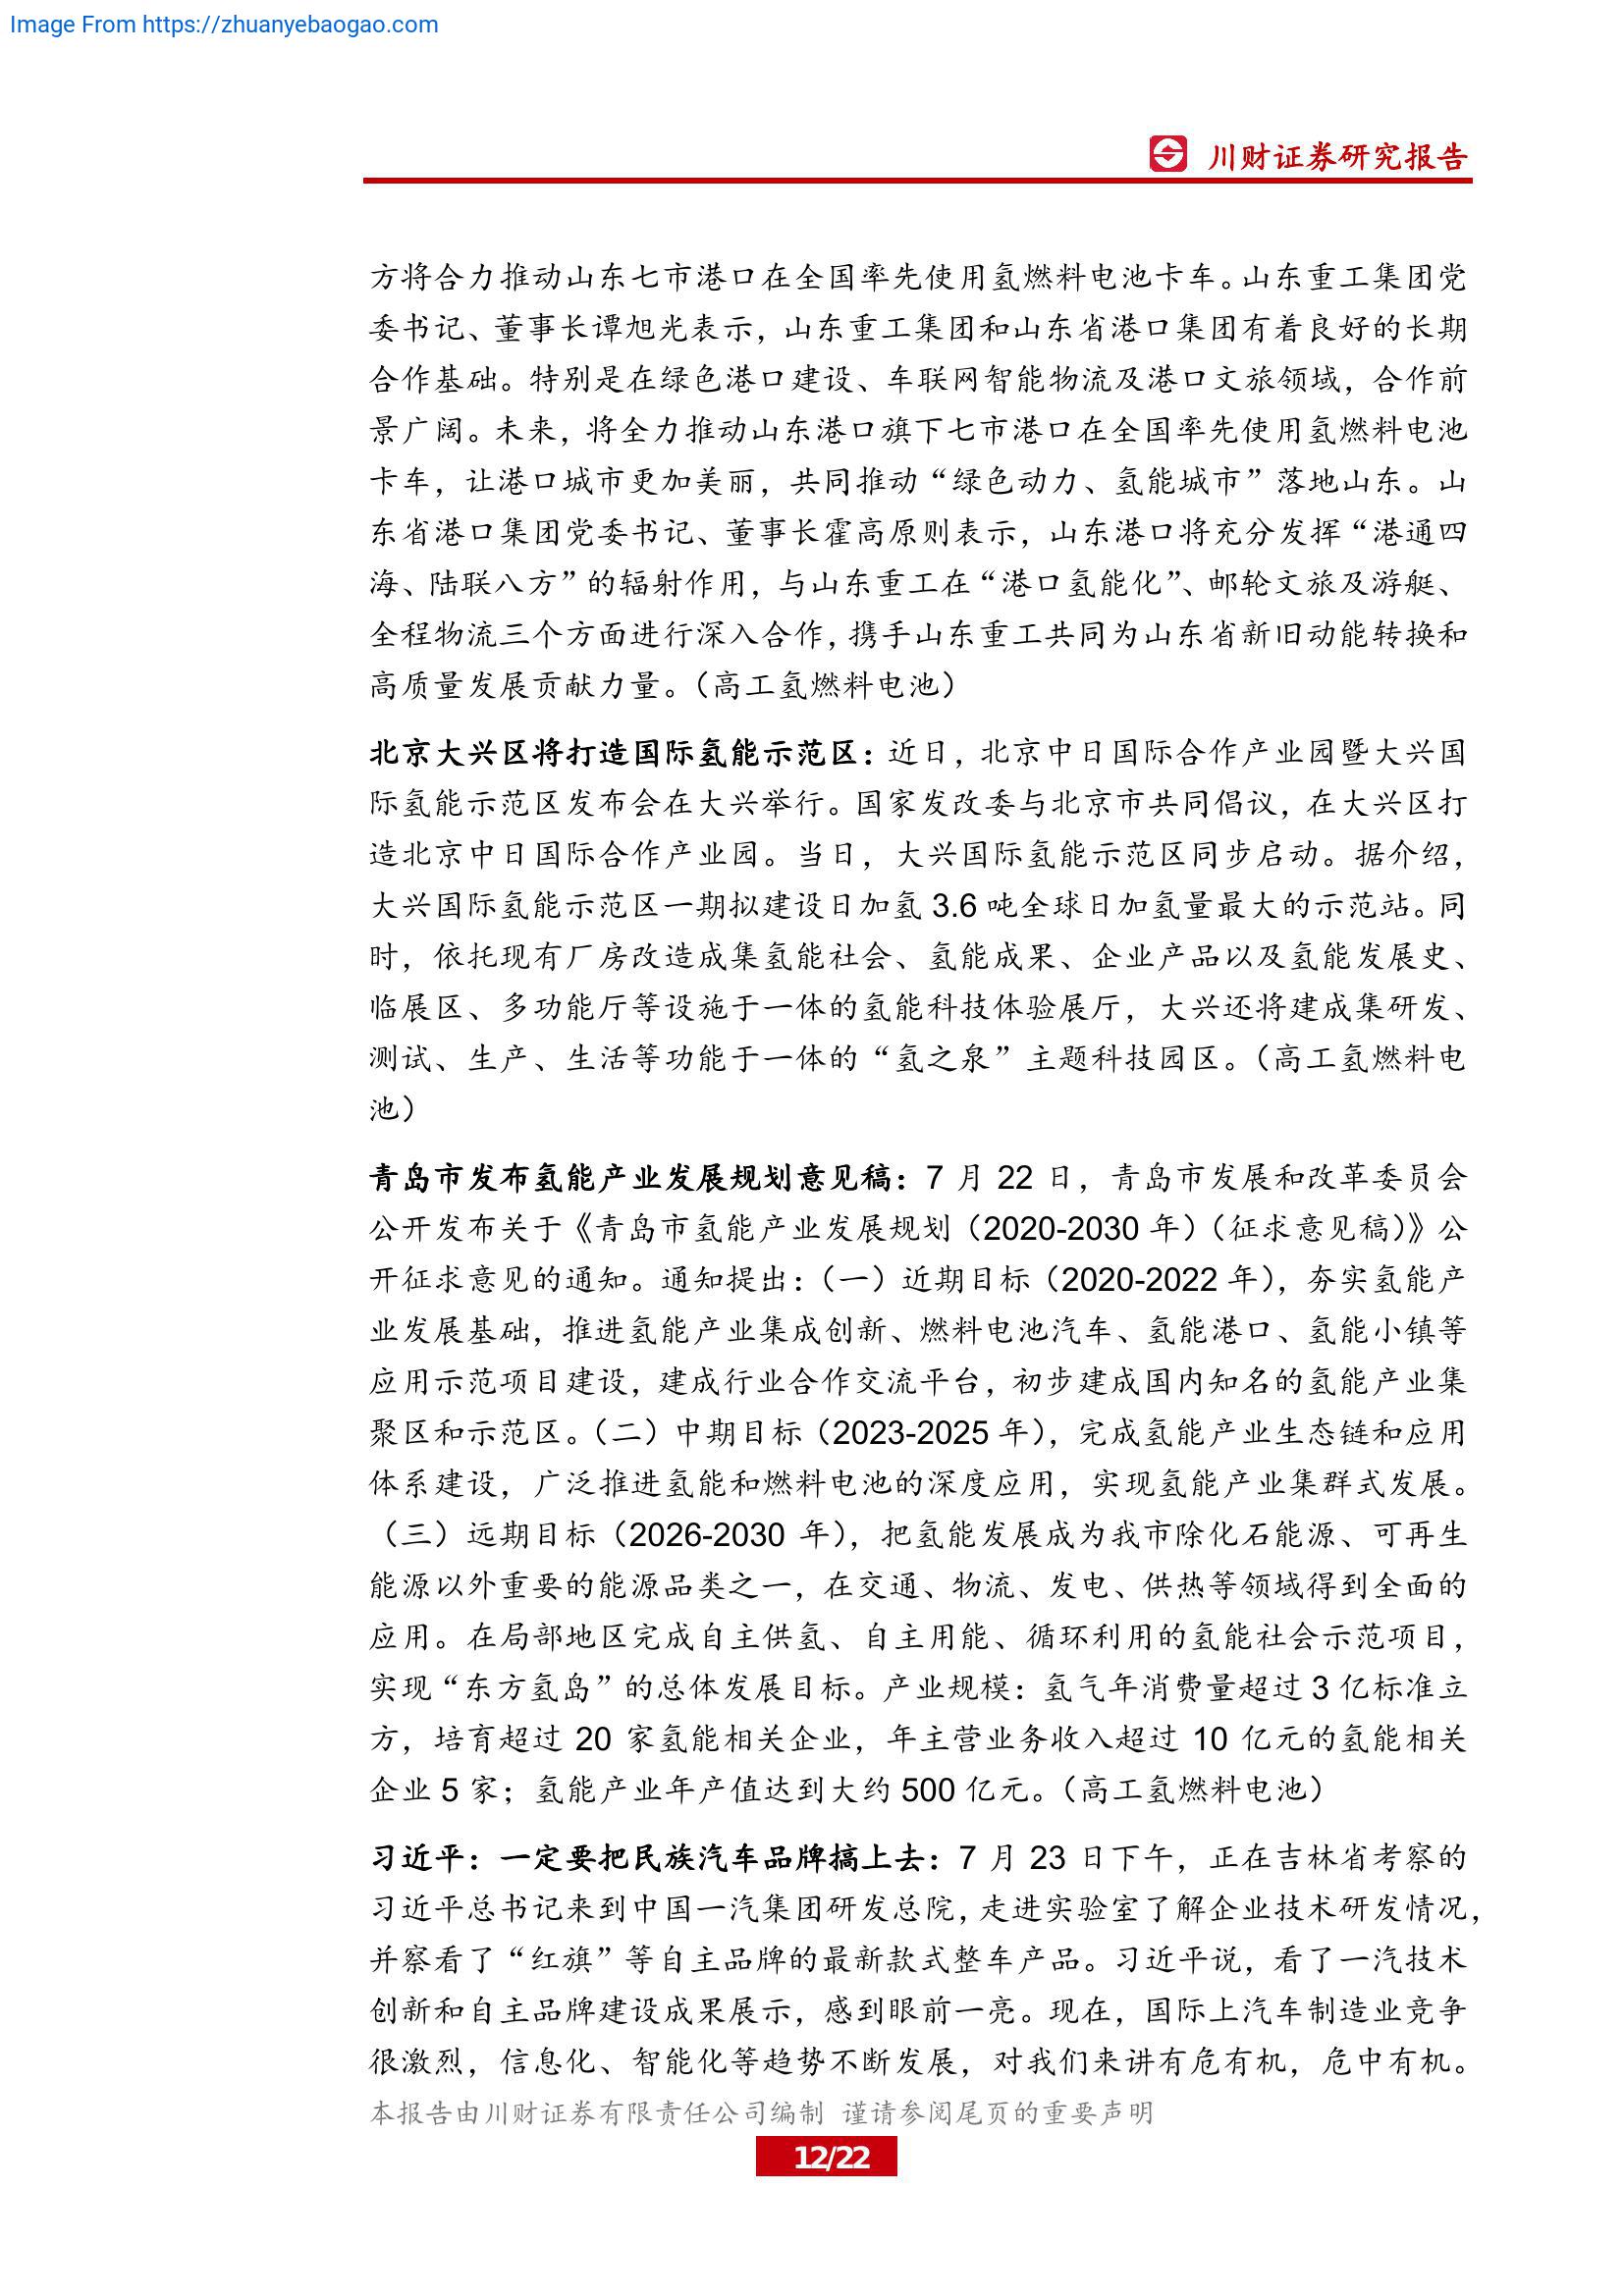 Image From https://zhuanyebaogao.com
川财证券研究报告
方将合力推动山东七市港口在全国率先使用氢燃料电池卡车。山东重工集团党
委书记、董事长谭旭光表示，山东重工集团和山东省港口集团有着良好的长期
合作基础。特别是在绿色港口建设、车联网智能物流及港口文旅领域，合作前
景广阔。未来，将全力推动山东港口旗下七市港口在全国率先使用氢燃料电池
卡车，让港口城市更加美丽，共同推动“绿色动力、氢能城市”落地山东。山
东省港口集团党委书记、董事长霍高原则表示，山东港口将充分发挥“港通四
海、陆联八方”的辐射作用，与山东重工在“港口氢能化”、邮轮文旅及游艇、
全程物流三个方面进行深入合作，携手山东重工共同为山东省新旧动能转换和
高质量发展贡献力量。（高工氢燃料电池）
北京大兴区将打造国际氢能示范区：近日，北京中日国际合作产业园暨大兴国
际氢能示范区发布会在大兴举行。国家发改委与北京市共同倡议，在大兴区打
造北京中日国际合作产业园。当日，大兴国际氢能示范区同步启动。据介绍，
大兴国际氢能示范区一期拟建设日加氢 3.6 吨全球日加氢量最大的示范站。同
时，依托现有厂房改造成集氢能社会、氢能成果、企业产品以及氢能发展史、
临展区、多功能厅等设施于一体的氢能科技体验展厅，大兴还将建成集研发、
测试、生产、生活等功能于一体的“氢之泉”主题科技园区。（高工氢燃料电
池）
青岛市发布氢能产业发展规划意见稿：7 月 22 日，青岛市发展和改革委员会
公开发布关于《青岛市氢能产业发展规划（2020-2030 年）（征求意见稿）》公
开征求意见的通知。通知提出：（一）近期目标（2020-2022 年），夯实氢能产
业发展基础，推进氢能产业集成创新、燃料电池汽车、氢能港口、氢能小镇等
应用示范项目建设，建成行业合作交流平台，初步建成国内知名的氢能产业集
聚区和示范区。（二）中期目标（2023-2025 年），完成氢能产业生态链和应用
体系建设，广泛推进氢能和燃料电池的深度应用，实现氢能产业集群式发展。
（三）远期目标（2026-2030 年），把氢能发展成为我市除化石能源、可再生
能源以外重要的能源品类之一，在交通、物流、发电、供热等领域得到全面的
应用。在局部地区完成自主供氢、自主用能、循环利用的氢能社会示范项目，
实现“东方氢岛”的总体发展目标。产业规模：氢气年消费量超过 3 亿标准立
方，培育超过 20 家氢能相关企业，年主营业务收入超过 10 亿元的氢能相关
企业 5 家；氢能产业年产值达到大约 500 亿元。（高工氢燃料电池）
习近平：一定要把民族汽车品牌搞上去：7 月 23 日下午，正在吉林省考察的
习近平总书记来到中国一汽集团研发总院，走进实验室了解企业技术研发情况，
并察看了“红旗”等自主品牌的最新款式整车产品。习近平说，看了一汽技术
创新和自主品牌建设成果展示，感到眼前一亮。现在，国际上汽车制造业竞争
很激烈，信息化、智能化等趋势不断发展，对我们来讲有危有机，危中有机。
本报告由川财证券有限责任公司编制 谨请参阅尾页的重要声明
12/22